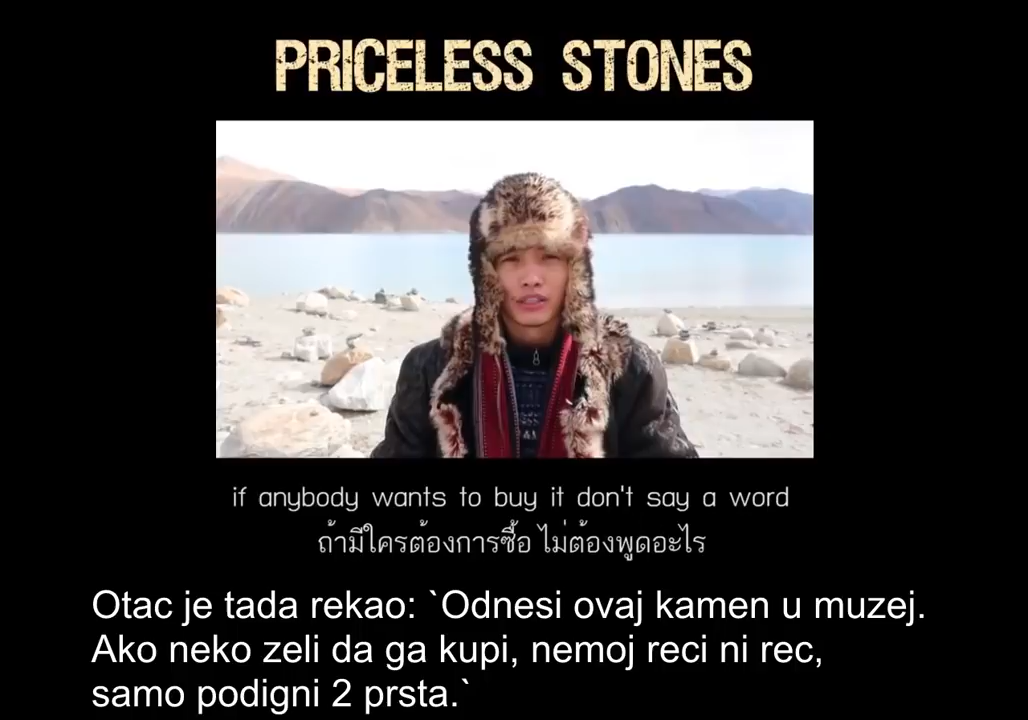 PRICELESS STONES
if anybody wants to buy it don't say a word
ถ้ามีใครต้องการซื้อ ไม่ต้องพูดอะไร
Otac je tada rekao: `Odnesi ovaj kamen u muzej.
Ako neko zeli da ga kupi, nemoj reci ni rec,
samo podigni 2 prsta.`